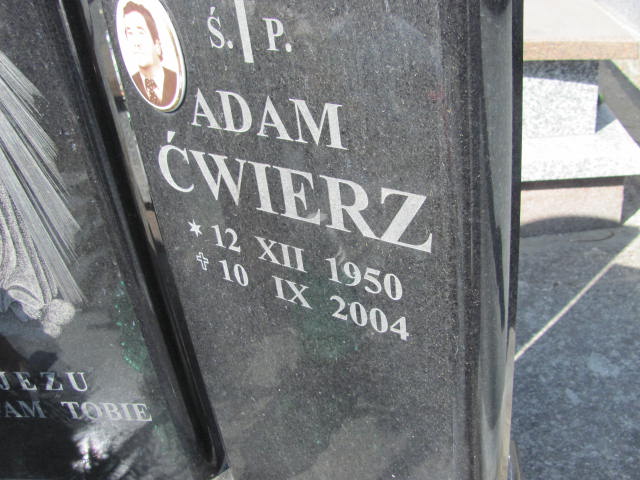 Ś. P.
ADAM
ĆWIERZ
* 12 XII 1950
✝ 10 IX 2004
JEZU
TOBIE